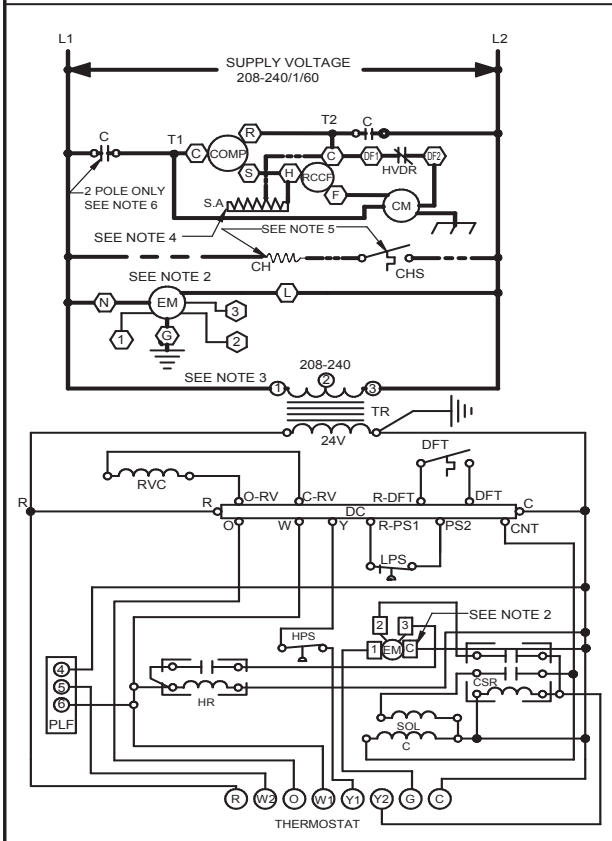 L1 L2
SUPPLY VOLTAGE
208-240/1/60
C T1 C R T2 C
COMP C DF1 HVDR DF2
S H RCCF
2 POLE ONLY
SEE NOTE 6
S.A F CM
SEE NOTE 4 SEE NOTE 5
CH CHS
SEE NOTE 2
N EM L
3
1 G 2
208-240
SEE NOTE 3 1 2 3
TR
24V
DFT
RVC
R R O-RV C-RV R-DFT DFT C
DC
O W Y R-PS1 PS2 CNT
LPS
2 3 SEE NOTE 2
HPS 1 EM C
4
5
6
PLF
HR
CSR
SOL
C
R W2 O W1 Y1 Y2 G C
THERMOSTAT